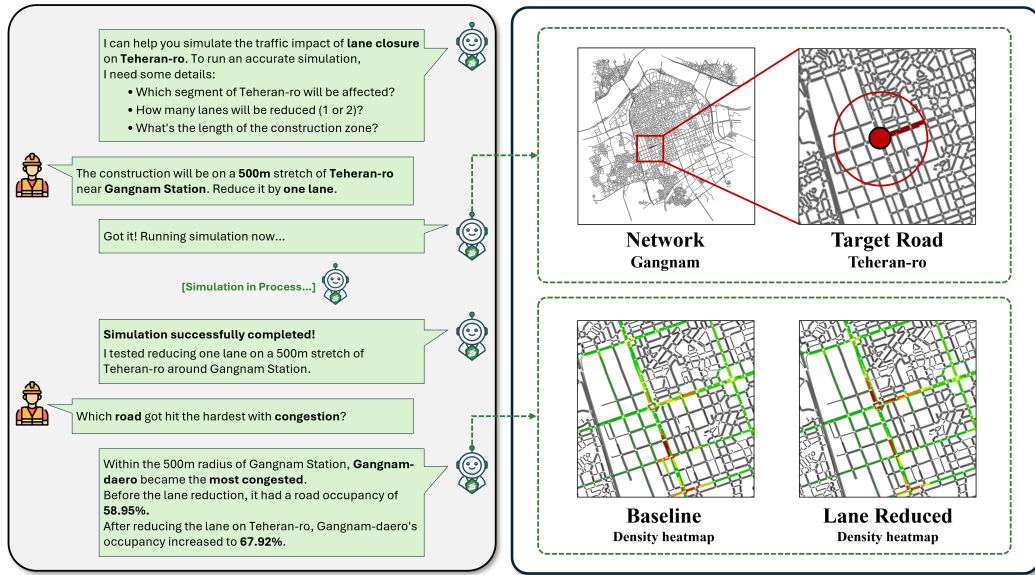 I can help you simulate the traffic impact of lane closure
on Teheran-ro. To run an accurate simulation,
I need some details:
• Which segment of Teheran-ro will be affected?
• How many lanes will be reduced (1 or 2)?
• What's the length of the construction zone?
The construction will be on a 500m stretch of Teheran-ro
near Gangnam Station. Reduce it by one lane.
Got it! Running simulation now...
[Simulation in Process...]
Simulation successfully completed!
I tested reducing one lane on a 500m stretch of
Teheran-ro around Gangnam Station.
Which road got hit the hardest with congestion?
Within the 500m radius of Gangnam Station, Gangnam-
daero became the most congested.
Before the lane reduction, it had a road occupancy of
58.95%.
After reducing the lane on Teheran-ro, Gangnam-daero's
occupancy increased to 67.92%.
Network
Gangnam
Target Road
Teheran-ro
Baseline
Density heatmap
Lane Reduced
Density heatmap